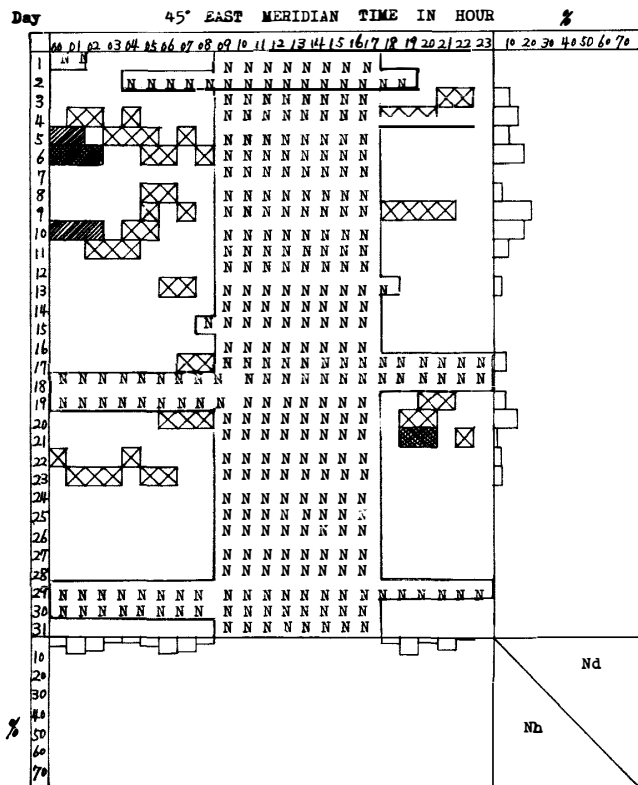 Day 45° EAST MERIDIAN TIME IN HOUR %
00 01 02 03 04 05 06 07 08 09 10 11 12 13 14 15 16 17 18 19 20 21 22 23 10 20 30 40 50 60 70
1 N N N N N N N N N N
2 N N N N N N N N N N N N N N N
3 N N N N N N N N
4 N N N N N N N N
5 N N N N N N N N
6 N N N N N N N N
7 N N N N N N N N
8 N N N N N N N N
9 N N N N N N N N
10 N N N N N N N N
11 N N N N N N N N
12 N N N N N N N N
13 N N N N N N N N N
14 N N N N N N N N
15 N N N N N N N N N
16 N N N N N N N N
17 N N N N N N N N N N N N N N
18 N N N N N N N N N N N N N N N N N N N N N N
19 N N N N N N N N N N N N N N N N
20 N N N N N N N N
21 N N N N N N N N
22 N N N N N N N N
23 N N N N N N N N
24 N N N N N N N N
25 N N N N N N N N
26 N N N N N N N N
27 N N N N N N N N
28 N N N N N N N N
29 N N N N N N N N N N N N N N N N N N N N N N
30 N N N N N N N N N N N N N N N N
31 N N N N N N N N
10
20
30
40
50
60
70
%
Nd
Nh